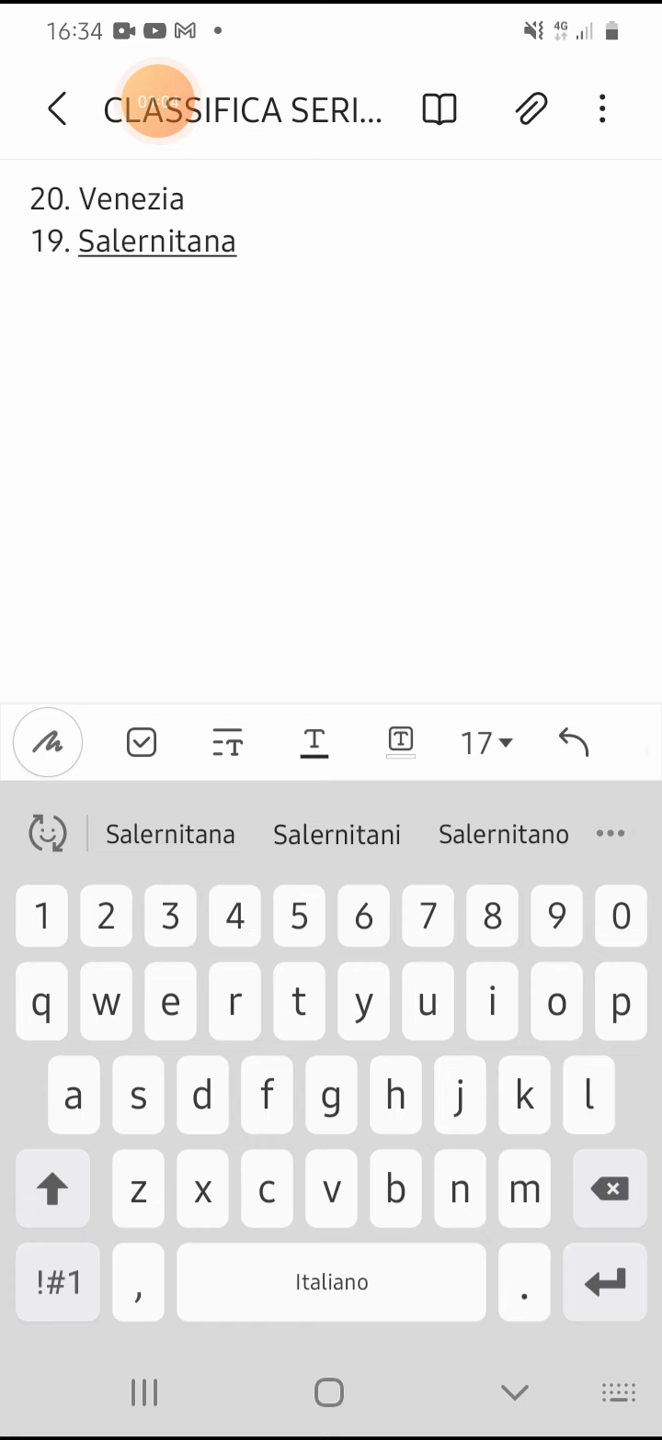 16:34
4G
CLASSIFICA SERI...
20. Venezia
19. Salernitana
17
Salernitana Salernitani Salernitano
1 2 3 4 5 6 7 8 9 0
q w e r t y u i o p
a s d f g h j k l
z x c v b n m
!#1 , Italiano .